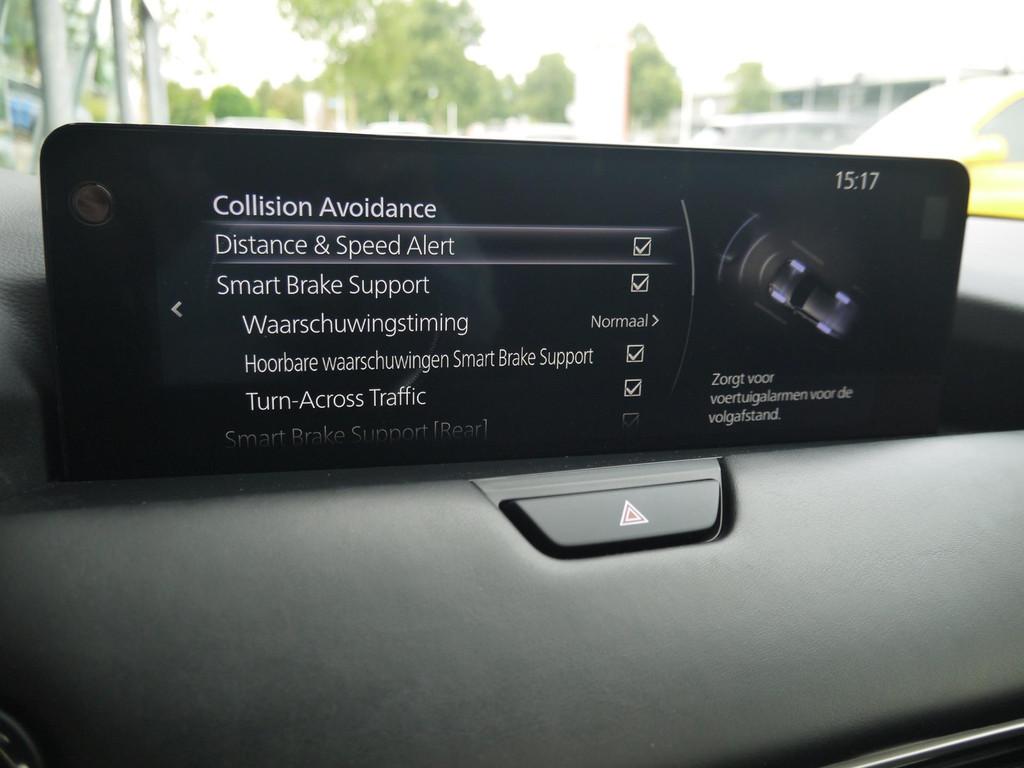 15:17
Collision Avoidance
Distance & Speed Alert
Smart Brake Support
Waarschuwingstiming Normaal
Hoorbare waarschuwingen Smart Brake Support
Turn-Across Traffic
Smart Brake Support [Rear]
Zorgt voor
voertuigalarmen voor de
volgafstand.